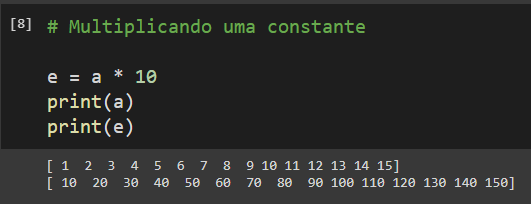 [8] # Multiplicando uma constante
e = a * 10
print(a)
print(e)
[ 1  2  3  4  5  6  7  8  9 10 11 12 13 14 15]
[ 10  20  30  40  50  60  70  80  90 100 110 120 130 140 150]